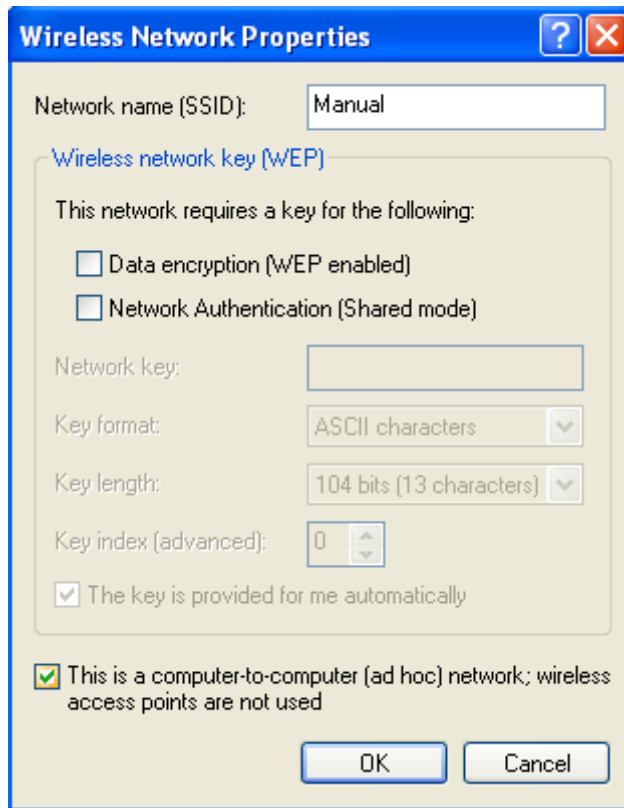 Wireless Network Properties
Network name (SSID): Manual
Wireless network key (WEP)
This network requires a key for the following:
Data encryption (WEP enabled)
Network Authentication (Shared mode)
Network key:
Key format: ASCII characters
Key length: 104 bits (13 characters)
Key index (advanced): 0
The key is provided for me automatically
This is a computer-to-computer (ad hoc) network; wireless
access points are not used
OK Cancel